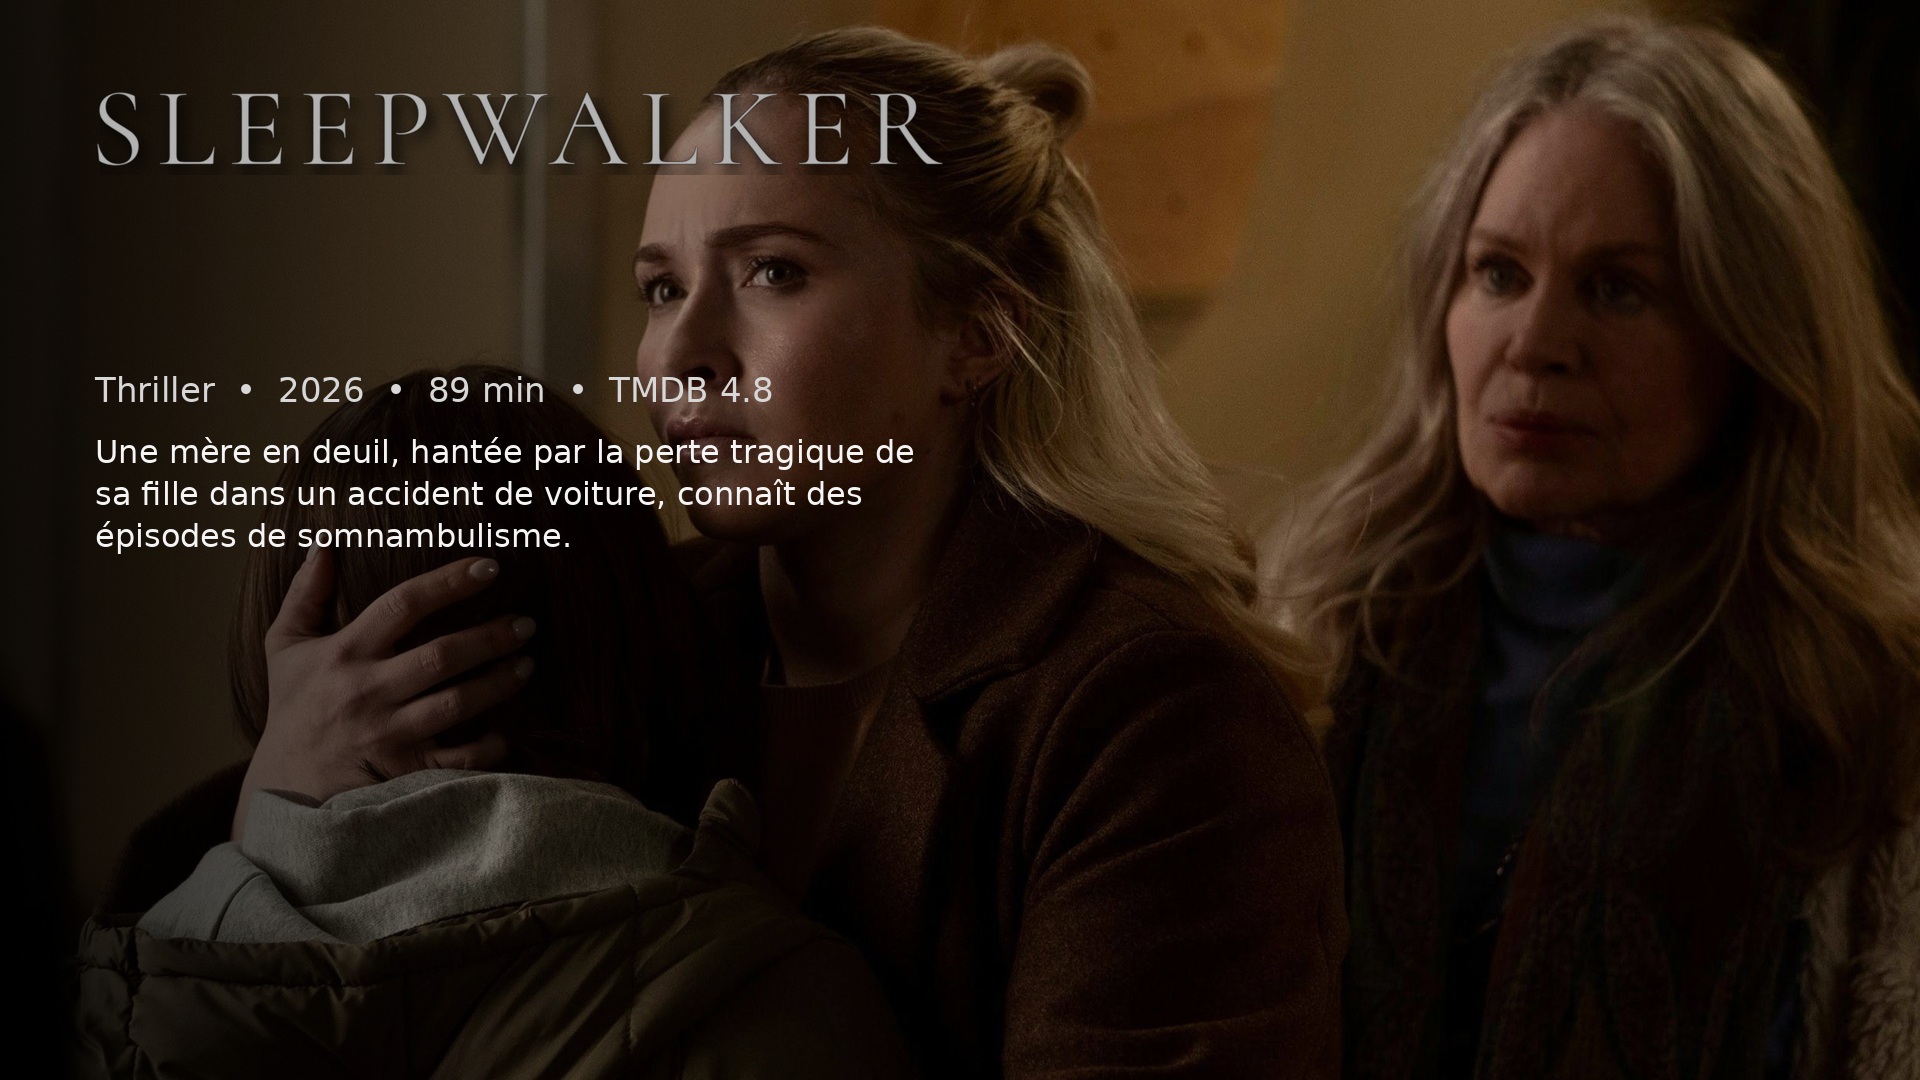 SLEEPWALKER
Thriller • 2026 • 89 min • TMDB 4.8
Une mère en deuil, hantée par la perte tragique de
sa fille dans un accident de voiture, connaît des
épisodes de somnambulisme.